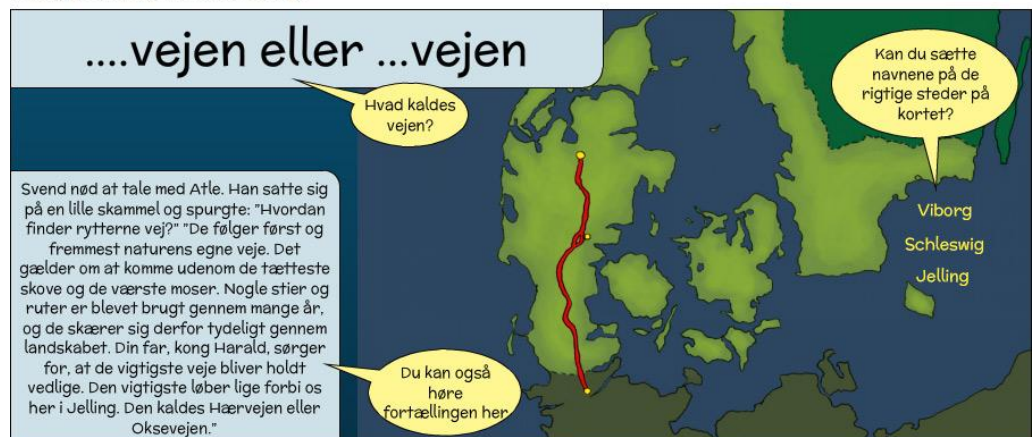 ....vejen eller ...vejen
Hvad kaldes
vejen?
Kan du sætte
navnene på de
rigtige steder på
kortet?
Svend nød at tale med Atle. Han satte sig
på en lille skammel og spurgte: "Hvordan
finder rytterne vej?" "De følger først og
fremmest naturens egne veje. Det
gælder om at komme udenom de tætteste
skove og de værste moser. Nogle stier og
ruter er blevet brugt gennem mange år,
og de skærer sig derfor tydeligt gennem
landskabet. Din far, kong Harald, sørger
for, at de vigtigste veje bliver holdt
vedlige. Den vigtigste løber lige forbi os
her i Jelling. Den kaldes Hærvejen eller
Oksevejen."
Du kan også
høre
fortællingen her
Viborg
Schleswig
Jelling